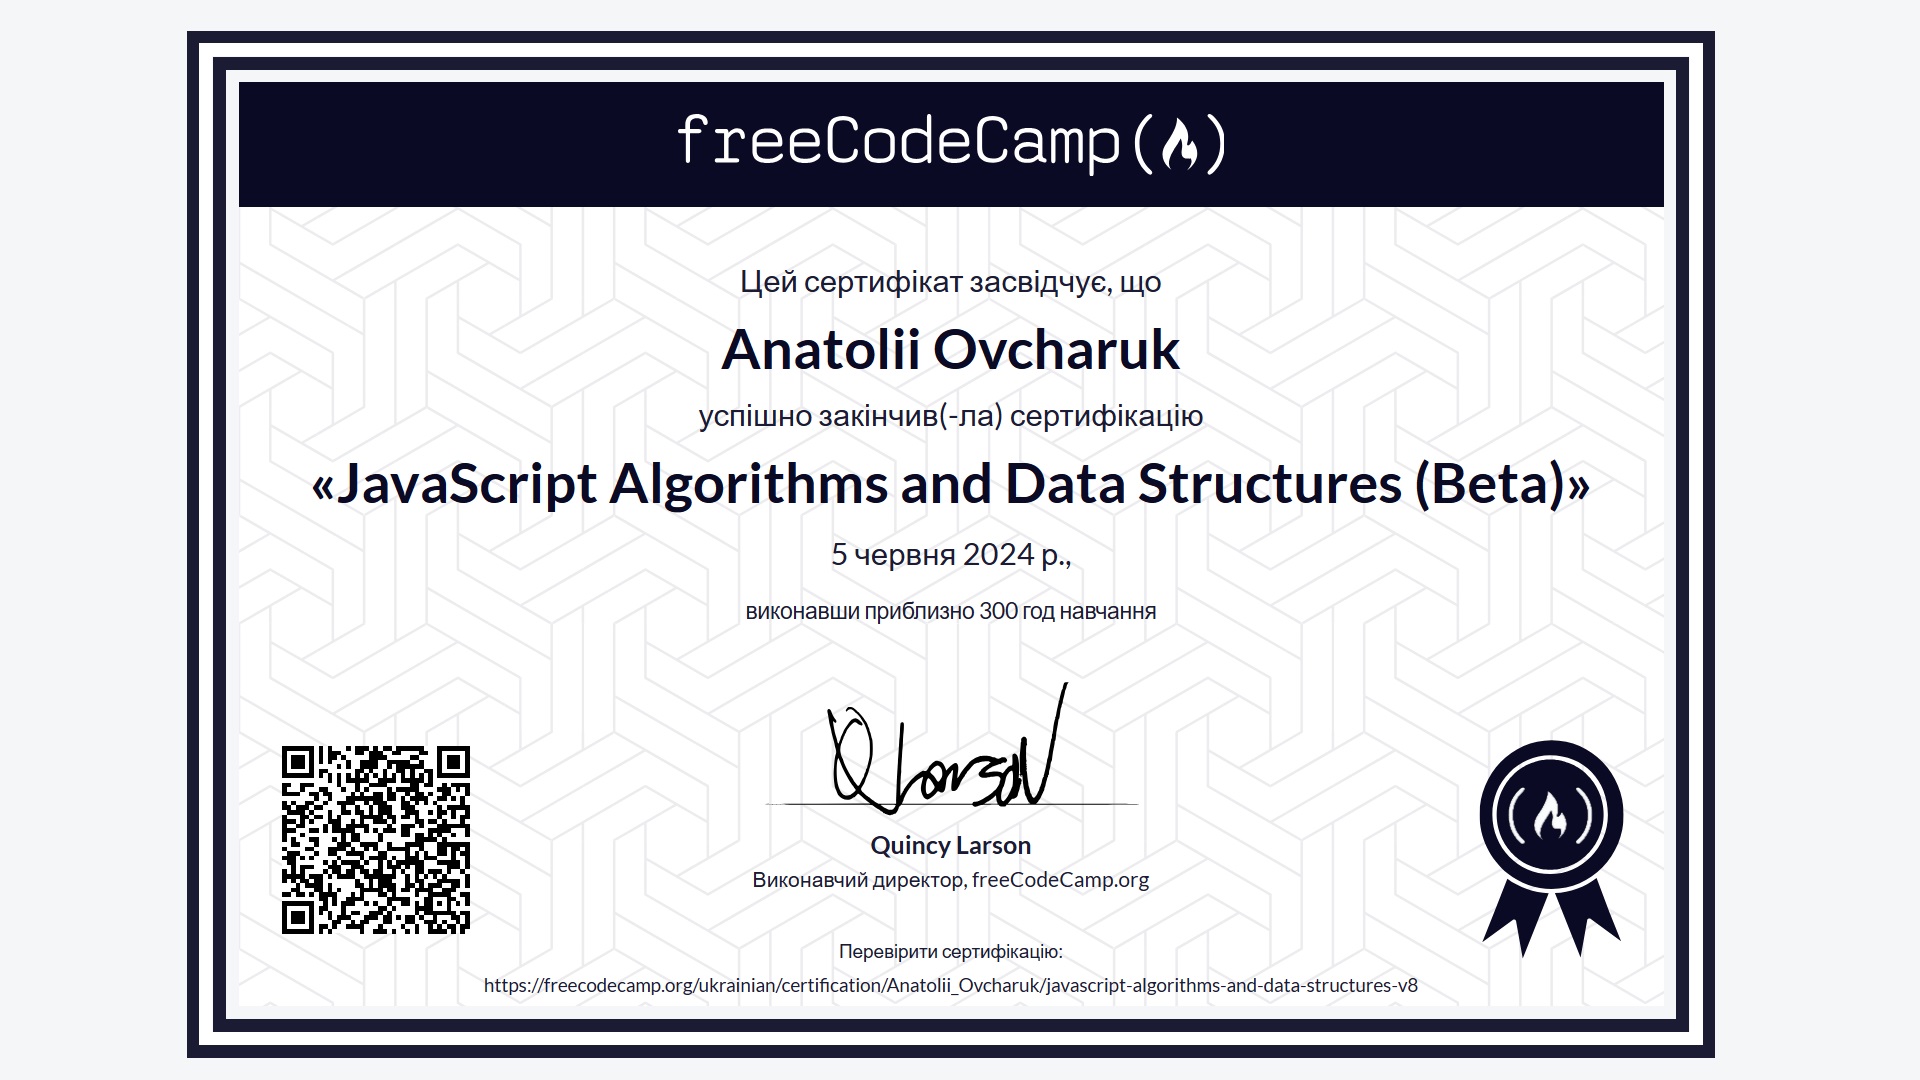 freeCodeCamp
Цей сертифікат засвідчує, що
Anatolii Ovcharuk
успішно закінчив(-ла) сертифікацію
«JavaScript Algorithms and Data Structures (Beta)»
5 червня 2024 р.,
виконавши приблизно 300 год навчання
Quincy Larson
Виконавчий директор, freeCodeCamp.org
Перевірити сертифікацію:
https://freecodecamp.org/ukrainian/certification/Anatolii_Ovcharuk/javascript-algorithms-and-data-structures-v8